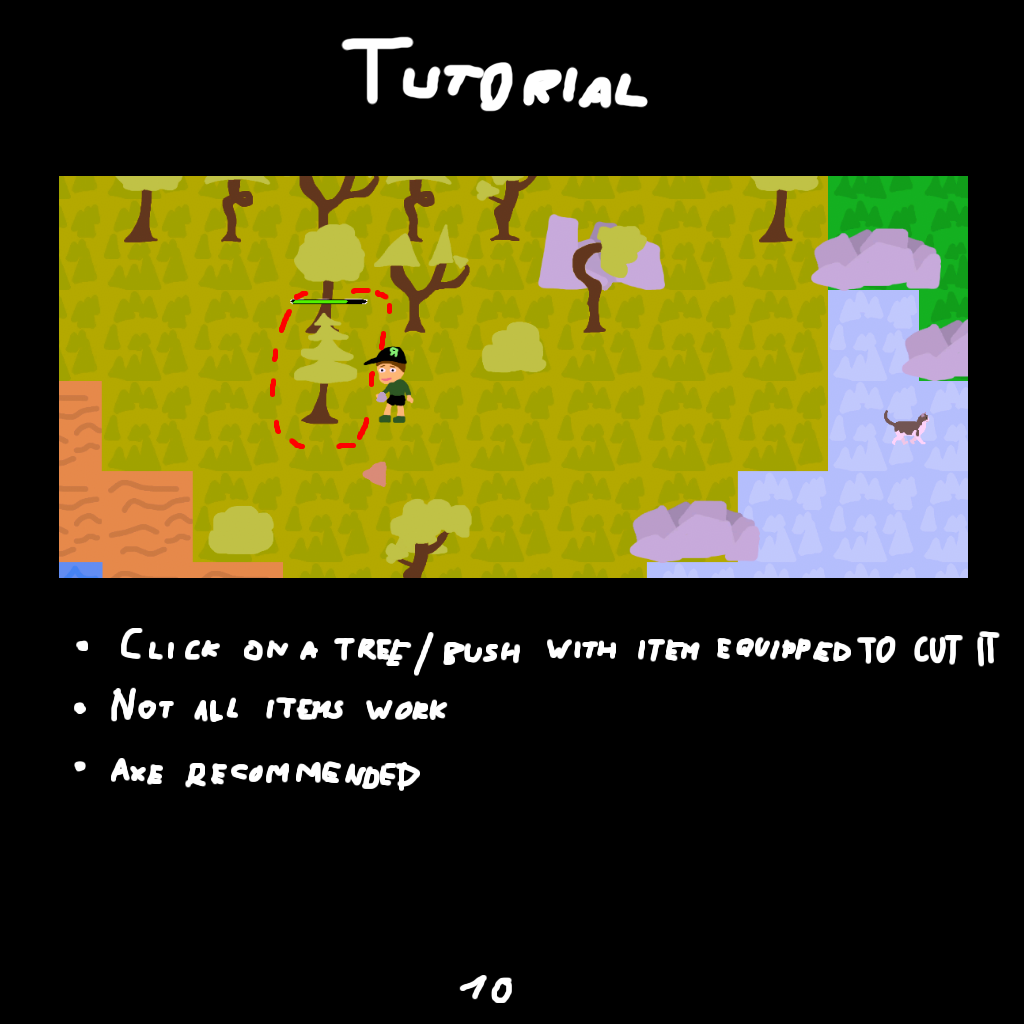 TUTORIAL
• CLICK ON A TREE/BUSH WITH ITEM EQUIPPED TO CUT IT
• NOT ALL ITEMS WORK
• AXE RECOMMENDED
10